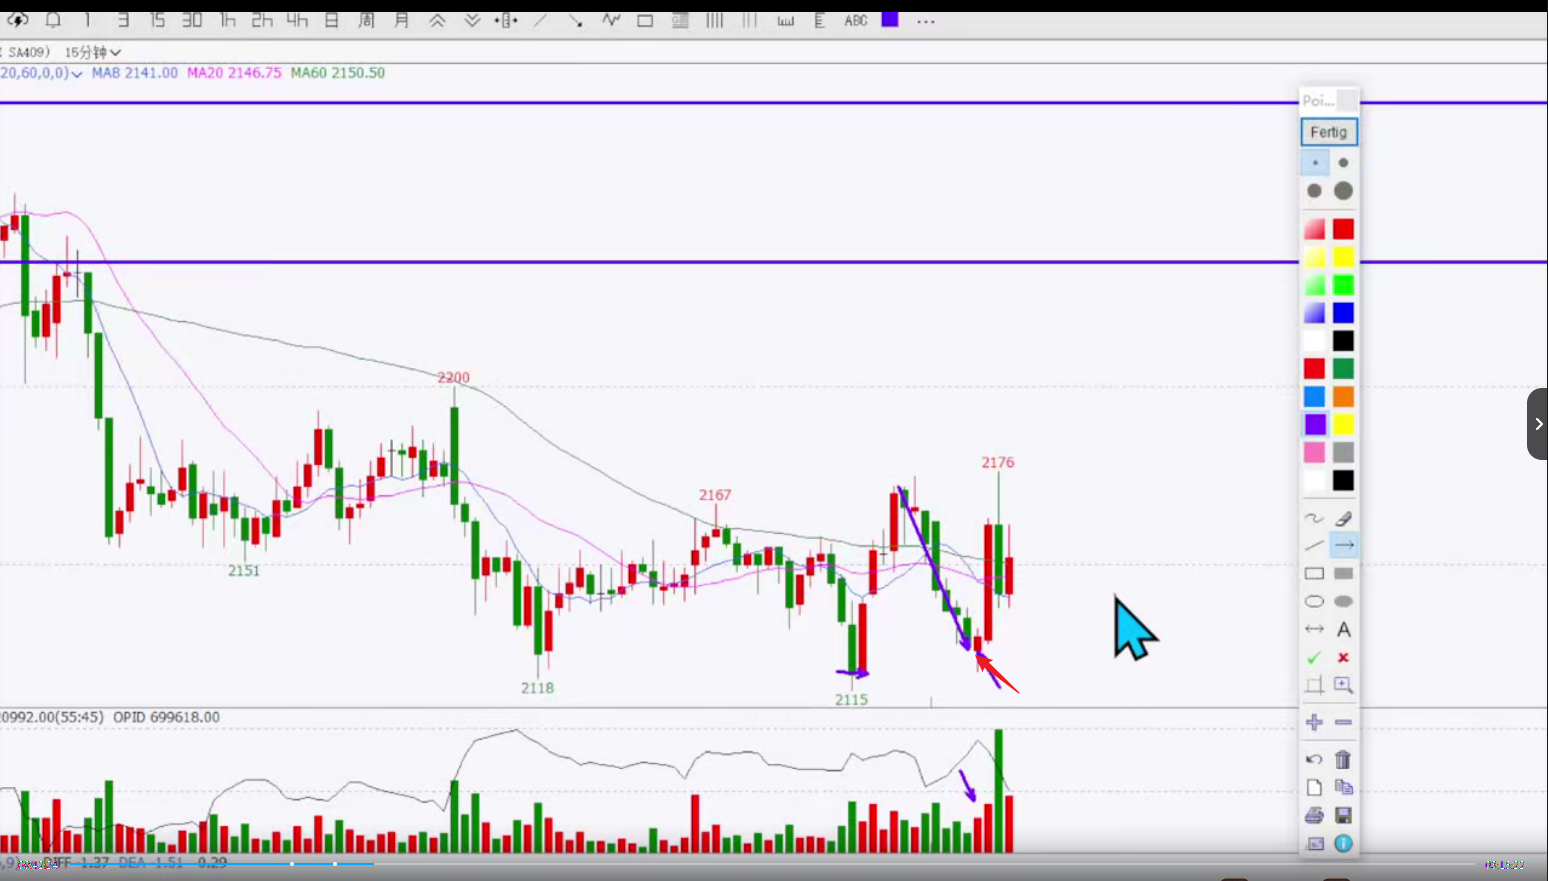 1 3 15 30 1h 2h 4h 日 周 月 ABC ...
SA409) 15分钟
20,60,0,0) MA8 2141.00 MA20 2146.75 MA60 2150.50
Poi...
Fertig
2200
2176
2167
2151
A
2118
2115
20992.00(55:45) OPID 699618.00
,9) DIFF -1.37 DEA -1.51 0.29